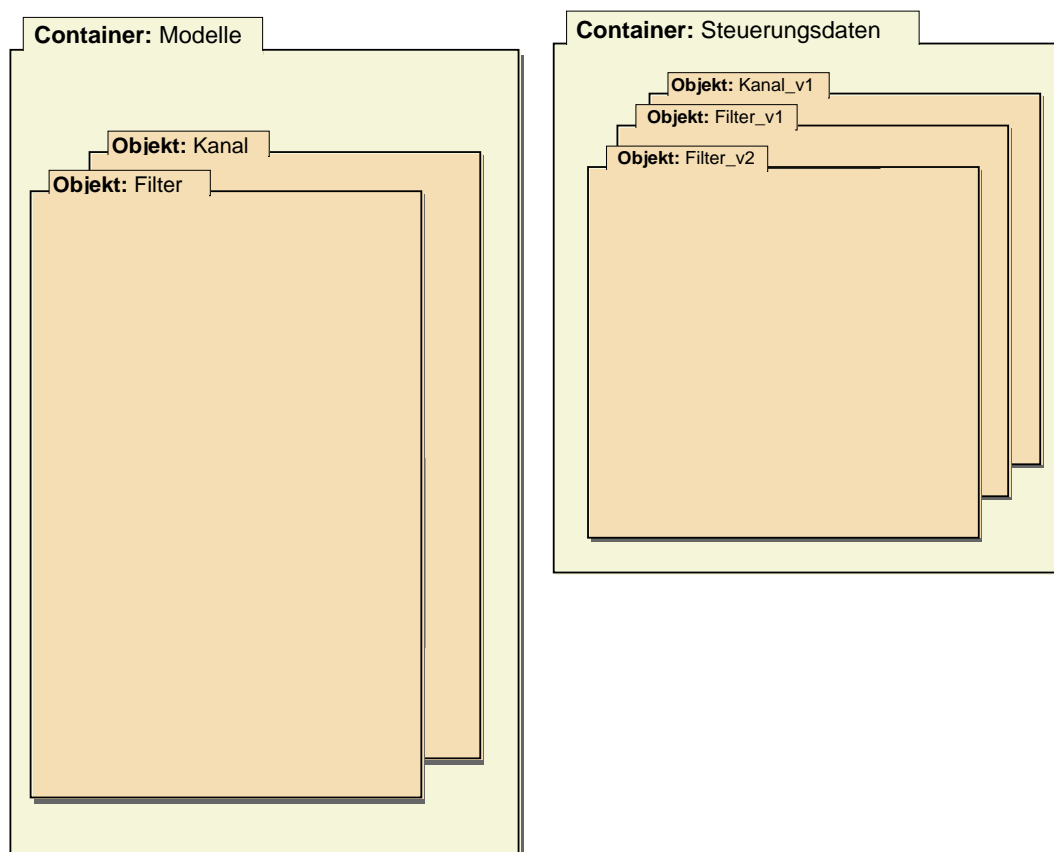 Container: Modelle
Objekt: Kanal
Objekt: Filter
Container: Steuerungsdaten
Objekt: Kanal_v1
Objekt: Filter_v1
Objekt: Filter_v2